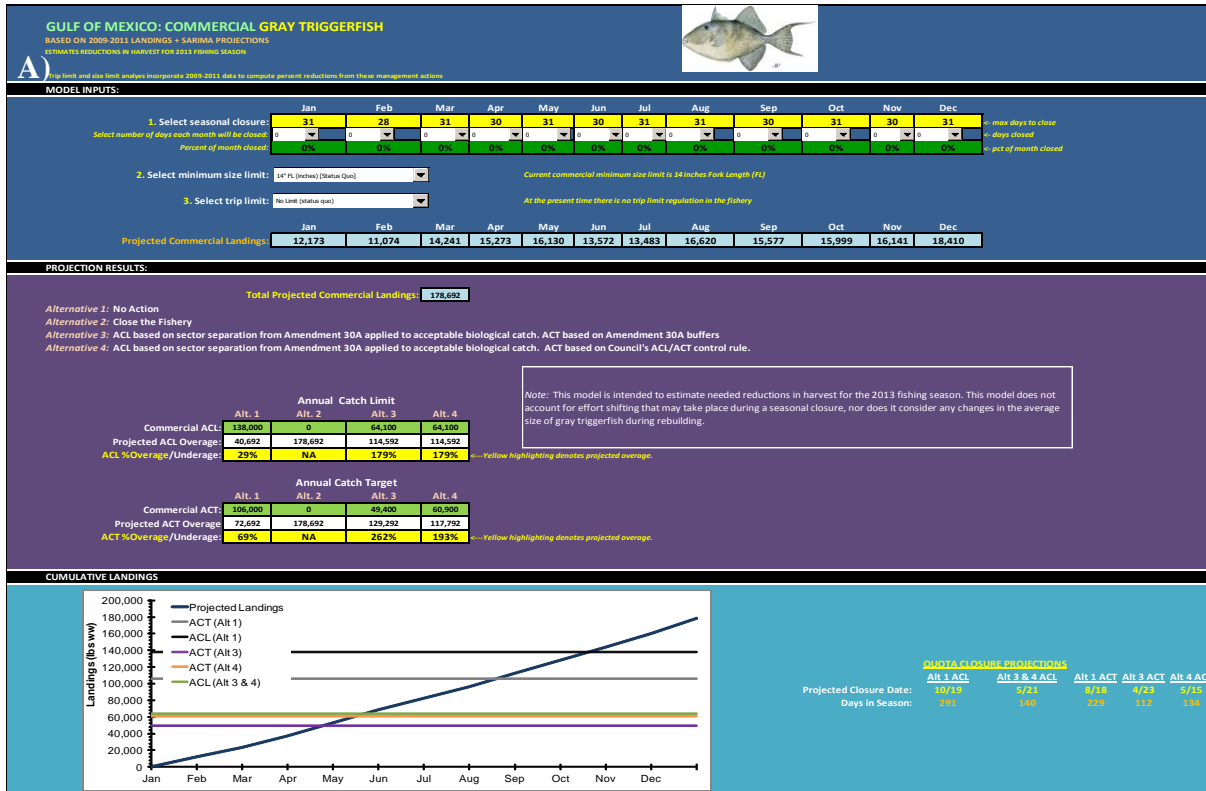 GULF OF MEXICO: COMMERCIAL GRAY TRIGGERFISH
BASED ON 2009-2011 LANDINGS + SARIMA PROJECTIONS
ESTIMATES REDUCTIONS IN HARVEST FOR 2013 FISHING SEASON
A)
Trip limit and size limit analyes incorporate 2009-2011 data to compute percent reductions from these management actions
MODEL INPUTS:
Jan Feb Mar Apr May Jun Jul Aug Sep Oct Nov Dec
1. Select seasonal closure: 31 28 31 30 31 30 31 31 30 31 30 31 <- max days to close
Select number of days each month will be closed: 0 0 0 0 0 0 0 0 0 0 0 0 <- days closed
Percent of month closed: 0% 0% 0% 0% 0% 0% 0% 0% 0% 0% 0% 0% <- pct of month closed
2. Select minimum size limit: 14" FL (inches) [Status Quo] Current commercial minimum size limit is 14 inches Fork Length (FL)
3. Select trip limit: No Limit (status quo) At the present time there is no trip limit regulation in the fishery
Projected Commercial Landings: 12,173 11,074 14,241 15,273 16,130 13,572 13,483 16,620 15,577 15,999 16,141 18,410
PROJECTION RESULTS:
Total Projected Commercial Landings: 178,692
Alternative 1: No Action
Alternative 2: Close the Fishery
Alternative 3: ACL based on sector separation from Amendment 30A applied to acceptable biological catch. ACT based on Amendment 30A buffers
Alternative 4: ACL based on sector separation from Amendment 30A applied to acceptable biological catch. ACT based on Council's ACL/ACT control rule.
Note: This model is intended to estimate needed reductions in harvest for the 2013 fishing season. This model does not
account for effort shifting that may take place during a seasonal closure, nor does it consider any changes in the average
size of gray triggerfish during rebuilding.
Annual Catch Limit
Alt. 1 Alt. 2 Alt. 3 Alt. 4
Commercial ACL: 138,000 0 64,100 64,100
Projected ACL Overage: 40,692 178,692 114,592 114,592
ACL %Overage/Underage: 29% NA 179% 179% <---Yellow highlighting denotes projected overage.
Annual Catch Target
Alt. 1 Alt. 2 Alt. 3 Alt. 4
Commercial ACT: 106,000 0 49,400 60,900
Projected ACT Overage 72,692 178,692 129,292 117,792
ACT %Overage/Underage: 69% NA 262% 193% <---Yellow highlighting denotes projected overage.
CUMULATIVE LANDINGS
Landings (lbs ww)
200,000
180,000
160,000
140,000
120,000
100,000
80,000
60,000
40,000
20,000
0
Projected Landings
ACT (Alt 1)
ACL (Alt 1)
ACT (Alt 3)
ACT (Alt 4)
ACL (Alt 3 & 4)
Jan Feb Mar Apr May Jun Jul Aug Sep Oct Nov Dec
QUOTA CLOSURE PROJECTIONS
Alt 1 ACL Alt 3 & 4 ACL Alt 1 ACT Alt 3 ACT Alt 4 AC
Projected Closure Date: 10/19 5/21 8/18 4/23 5/15
Days in Season: 291 140 229 112 134